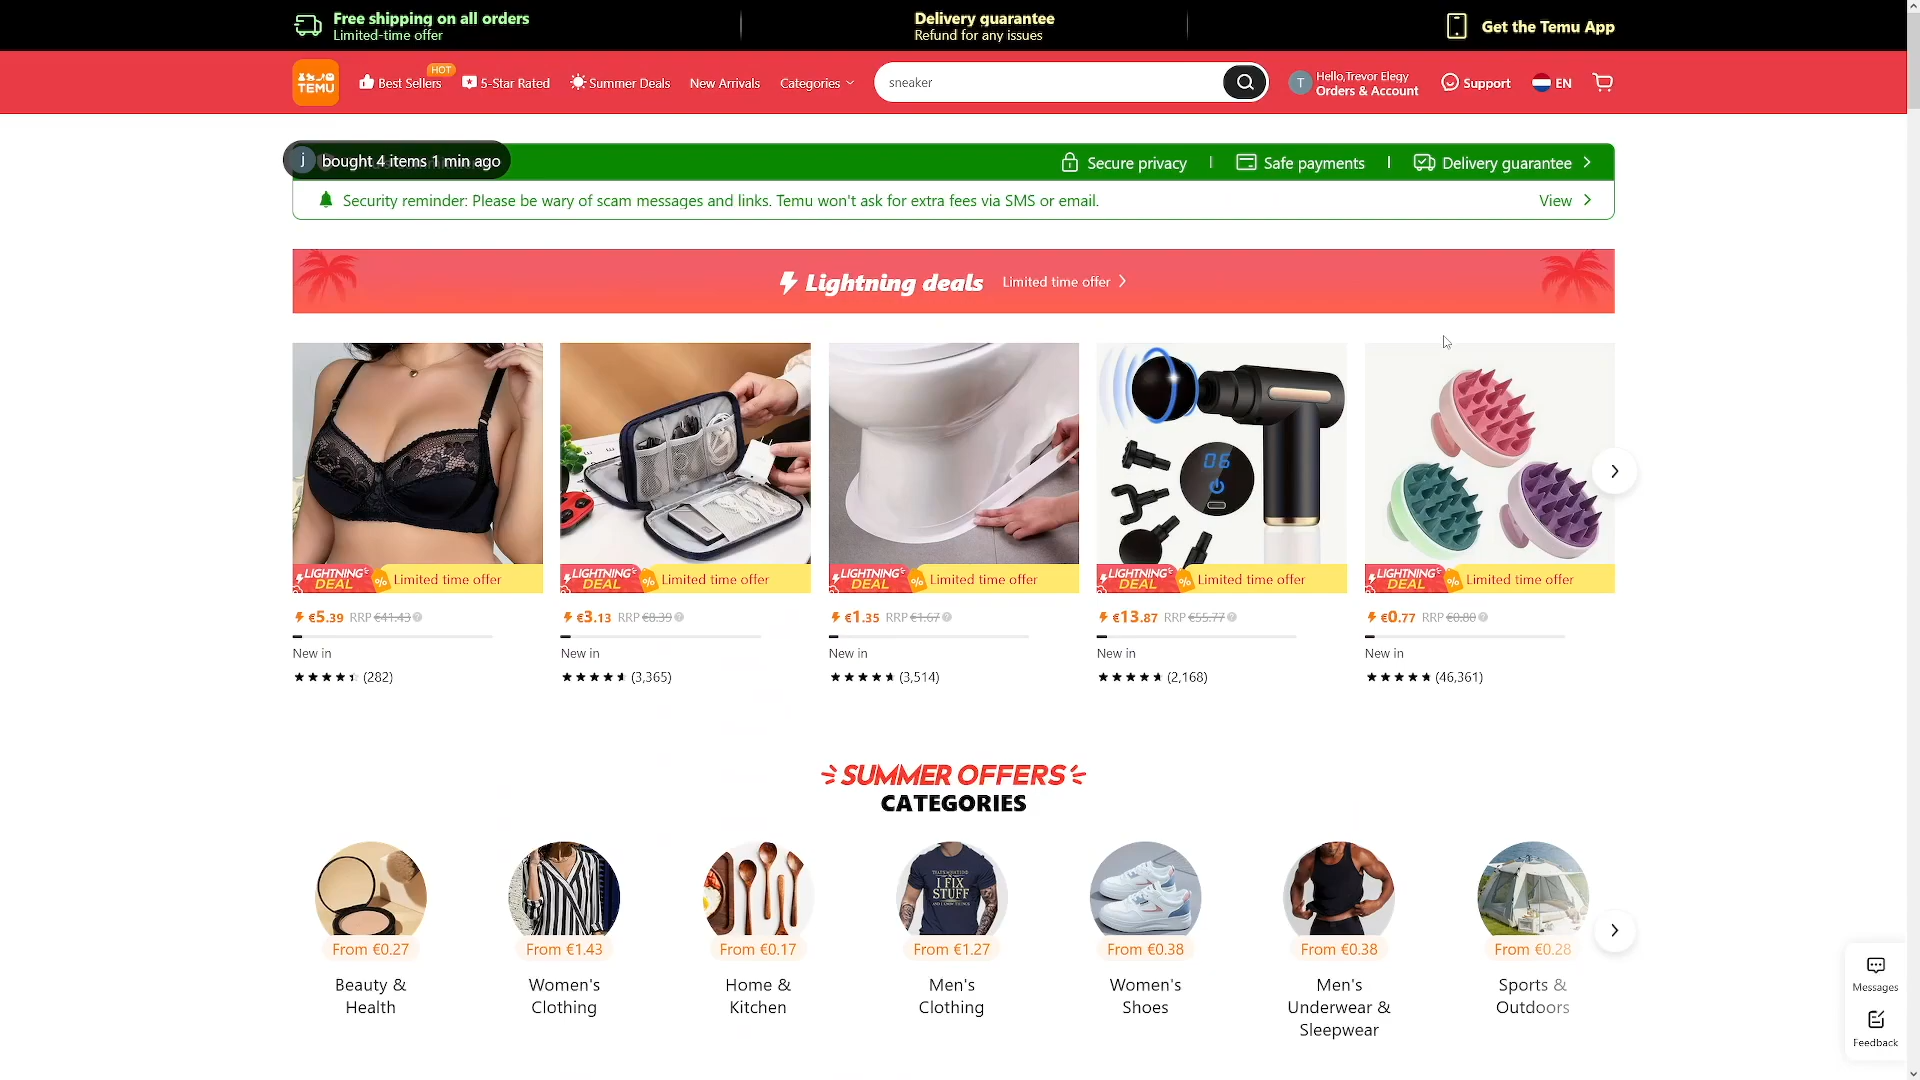 Free shipping on all orders
Limited-time offer
Delivery guarantee
Refund for any issues
Get the Temu App
TEMU
Best Sellers
HOT
5-Star Rated
Summer Deals
New Arrivals
Categories
sneaker
T
Hello,Trevor Elegy
Orders & Account
Support
EN
j bought 4 items 1 min ago
Secure privacy
Safe payments
Delivery guarantee
Security reminder: Please be wary of scam messages and links. Temu won't ask for extra fees via SMS or email.
View
Lightning deals
Limited time offer
06
LIGHTNING DEAL % Limited time offer
LIGHTNING DEAL % Limited time offer
LIGHTNING DEAL % Limited time offer
LIGHTNING DEAL % Limited time offer
LIGHTNING DEAL % Limited time offer
€5.39 RRP €41.43
€3.13 RRP €8.39
€1.35 RRP €1.67
€13.87 RRP €55.77
€0.77 RRP €0.80
New in
New in
New in
New in
New in
(282)
(3,365)
(3,514)
(2,168)
(46,361)
SUMMER OFFERS
CATEGORIES
I FIX
STUFF
AND I KNOW THINGS
From €0.27
From €1.43
From €0.17
From €1.27
From €0.38
From €0.38
From €0.28
Beauty &
Health
Women's
Clothing
Home &
Kitchen
Men's
Clothing
Women's
Shoes
Men's
Underwear &
Sleepwear
Sports &
Outdoors
Messages
Feedback